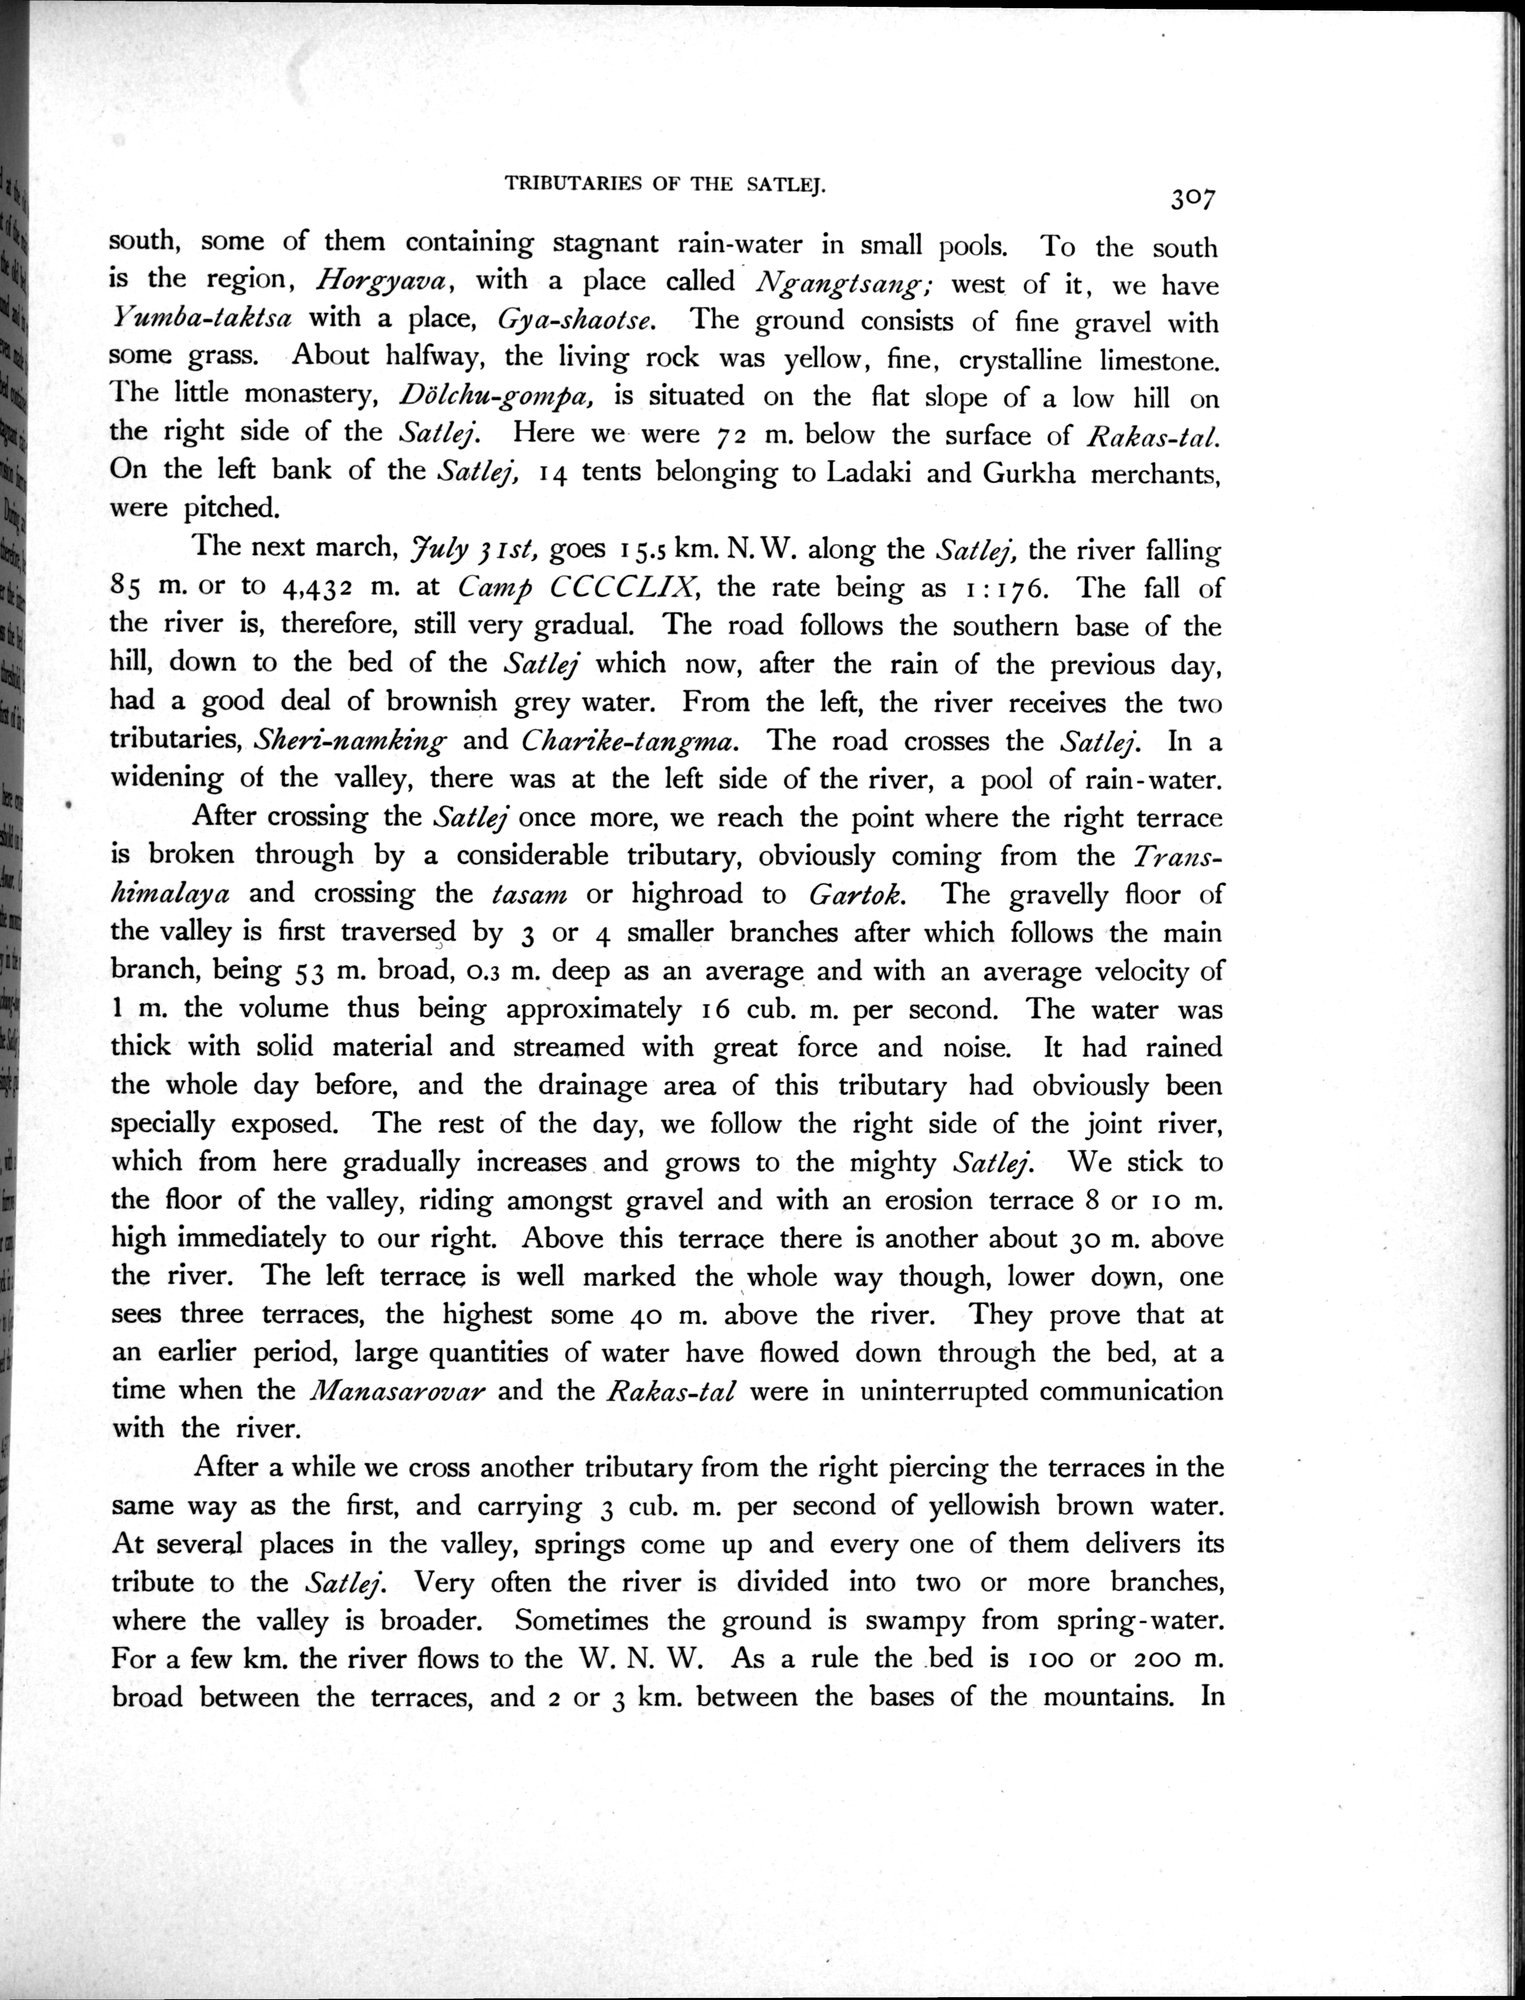 TRIBUTARIES OF THE SATLEJ.
307
south, some of them containing stagnant rain-water in small pools. To the south
is the region, Horgyava, with a place called Ngangtsang; west of it, we have
Yumba-taktsa with a place, Gya-shaotse. The ground consists of fine gravel with
some grass. About halfway, the living rock was yellow, fine, crystalline limestone.
The little monastery, Dölchu-gompa, is situated on the flat slope of a low hill on
the right side of the Satlej. Here we were 72 m. below the surface of Rakas-tal.
On the left bank of the Satlej, 14 tents belonging to Ladaki and Gurkha merchants,
were pitched.
The next march, July 31st, goes 15.5 km. N.W. along the Satlej, the river falling
85 m. or to 4,432 m. at Camp CCCCLIX, the rate being as 1:176. The fall of
the river is, therefore, still very gradual. The road follows the southern base of the
hill, down to the bed of the Satlej which now, after the rain of the previous day,
had a good deal of brownish grey water. From the left, the river receives the two
tributaries, Sheri-namking and Charike-tangma. The road crosses the Satlej. In a
widening of the valley, there was at the left side of the river, a pool of rain-water.
After crossing the Satlej once more, we reach the point where the right terrace
is broken through by a considerable tributary, obviously coming from the Trans-
himalaya and crossing the tasam or highroad to Gartok. The gravelly floor of
the valley is first traversed by 3 or 4 smaller branches after which follows the main
branch, being 53 m. broad, 0.3 m. deep as an average and with an average velocity of
1 m. the volume thus being approximately 16 cub. m. per second. The water was
thick with solid material and streamed with great force and noise. It had rained
the whole day before, and the drainage area of this tributary had obviously been
specially exposed. The rest of the day, we follow the right side of the joint river,
which from here gradually increases and grows to the mighty Satlej. We stick to
the floor of the valley, riding amongst gravel and with an erosion terrace 8 or 10 m.
high immediately to our right. Above this terrace there is another about 30 m. above
the river. The left terrace is well marked the whole way though, lower down, one
sees three terraces, the highest some 40 m. above the river. They prove that at
an earlier period, large quantities of water have flowed down through the bed, at a
time when the Manasarovar and the Rakas-tal were in uninterrupted communication
with the river.
After a while we cross another tributary from the right piercing the terraces in the
same way as the first, and carrying 3 cub. m. per second of yellowish brown water.
At several places in the valley, springs come up and every one of them delivers its
tribute to the Satlej. Very often the river is divided into two or more branches,
where the valley is broader. Sometimes the ground is swampy from spring-water.
For a few km. the river flows to the W. N. W. As a rule the bed is 100 or 200 m.
broad between the terraces, and 2 or 3 km. between the bases of the mountains. In